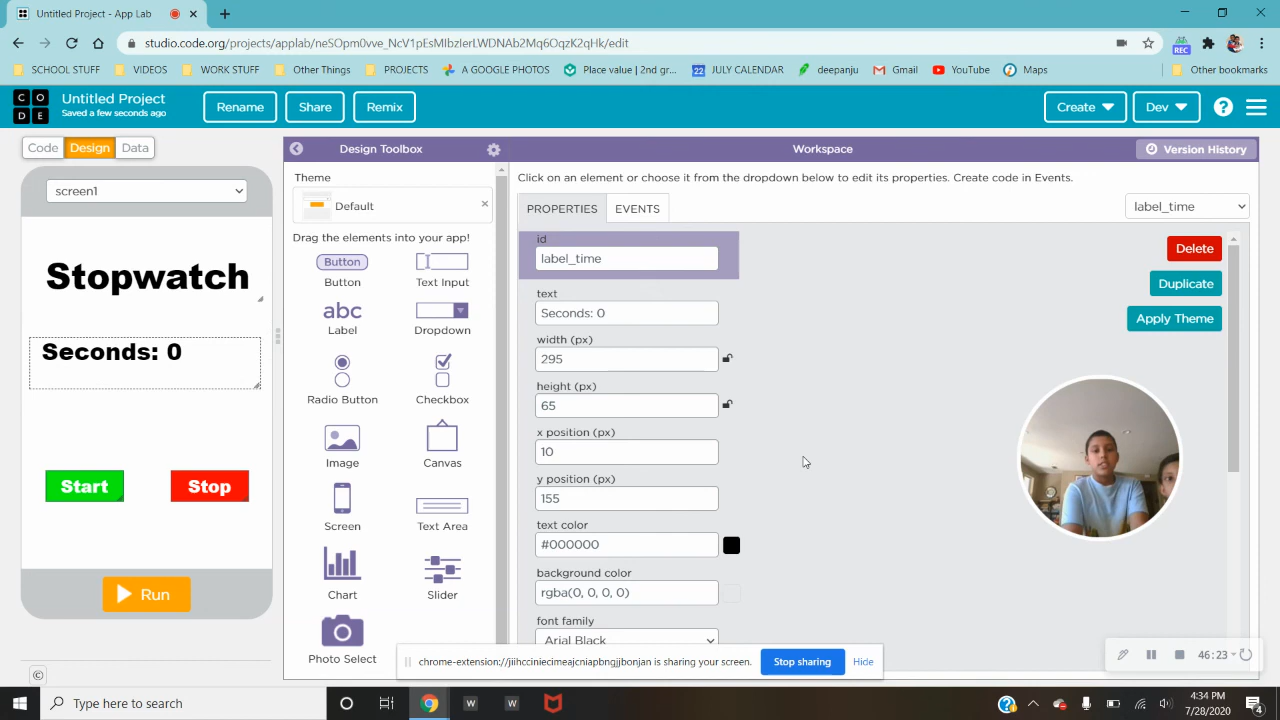 Untitled Project - App Lab
studio.code.org/projects/applab/neSOpm0vve_NcV1pEsMIbzIerLWDNAb2Mq6OqzK2qHk/edit
REC
SCHOOL STUFF VIDEOS WORK STUFF Other Things PROJECTS A GOOGLE PHOTOS Place value | 2nd gr... 22 JULY CALENDAR deepanju Gmail YouTube Maps Other bookmarks
CODE
Untitled Project
Saved a few seconds ago
Rename Share Remix Create Dev ?
Code Design Data
Design Toolbox
Workspace
Version History
screen1
Stopwatch
Seconds: 0
Start Stop
Run
©
Theme
Default
Drag the elements into your app!
Button
Button
Text Input
abc
Label
Dropdown
Radio Button
Checkbox
Image
Canvas
Screen
Text Area
Chart
Slider
Photo Select
Click on an element or choose it from the dropdown below to edit its properties. Create code in Events.
PROPERTIES EVENTS
label_time
Delete
Duplicate
Apply Theme
id
label_time
text
Seconds: 0
width (px)
295
height (px)
65
x position (px)
10
y position (px)
155
text color
#000000
background color
rgba(0, 0, 0, 0)
font family
Arial Black
chrome-extension://jiihcciniecimeajcniapbngjjbonjan is sharing your screen. Stop sharing Hide
46:23
Type here to search
W W
4:34 PM
7/28/2020
4